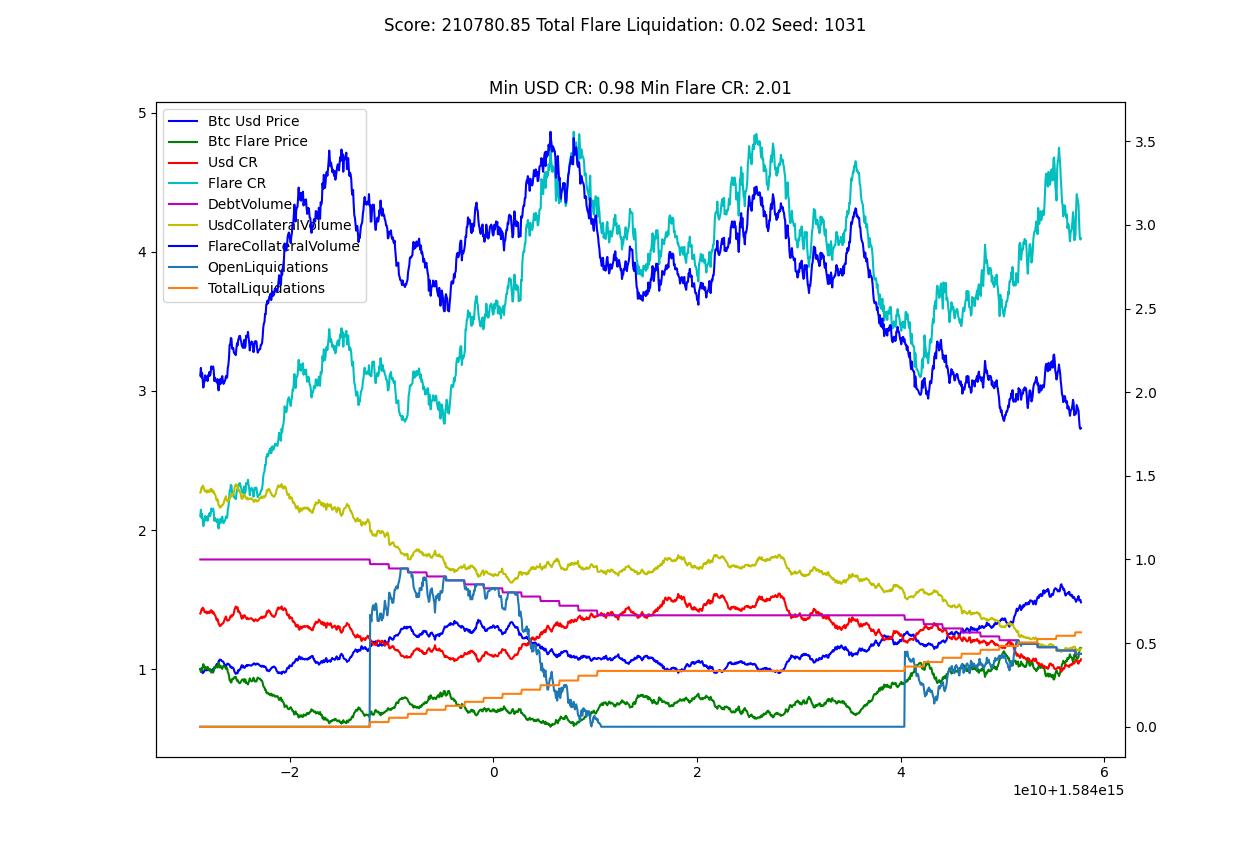 Score: 210780.85 Total Flare Liquidation: 0.02 Seed: 1031
Min USD CR: 0.98 Min Flare CR: 2.01
Btc Usd Price
Btc Flare Price
Usd CR
Flare CR
DebtVolume
UsdCollateralVolume
FlareCollateralVolume
OpenLiquidations
TotalLiquidations
5
4
3
2
1
3.5
3.0
2.5
2.0
1.5
1.0
0.5
0.0
−2
0
2
4
6
1e10+1.584e15